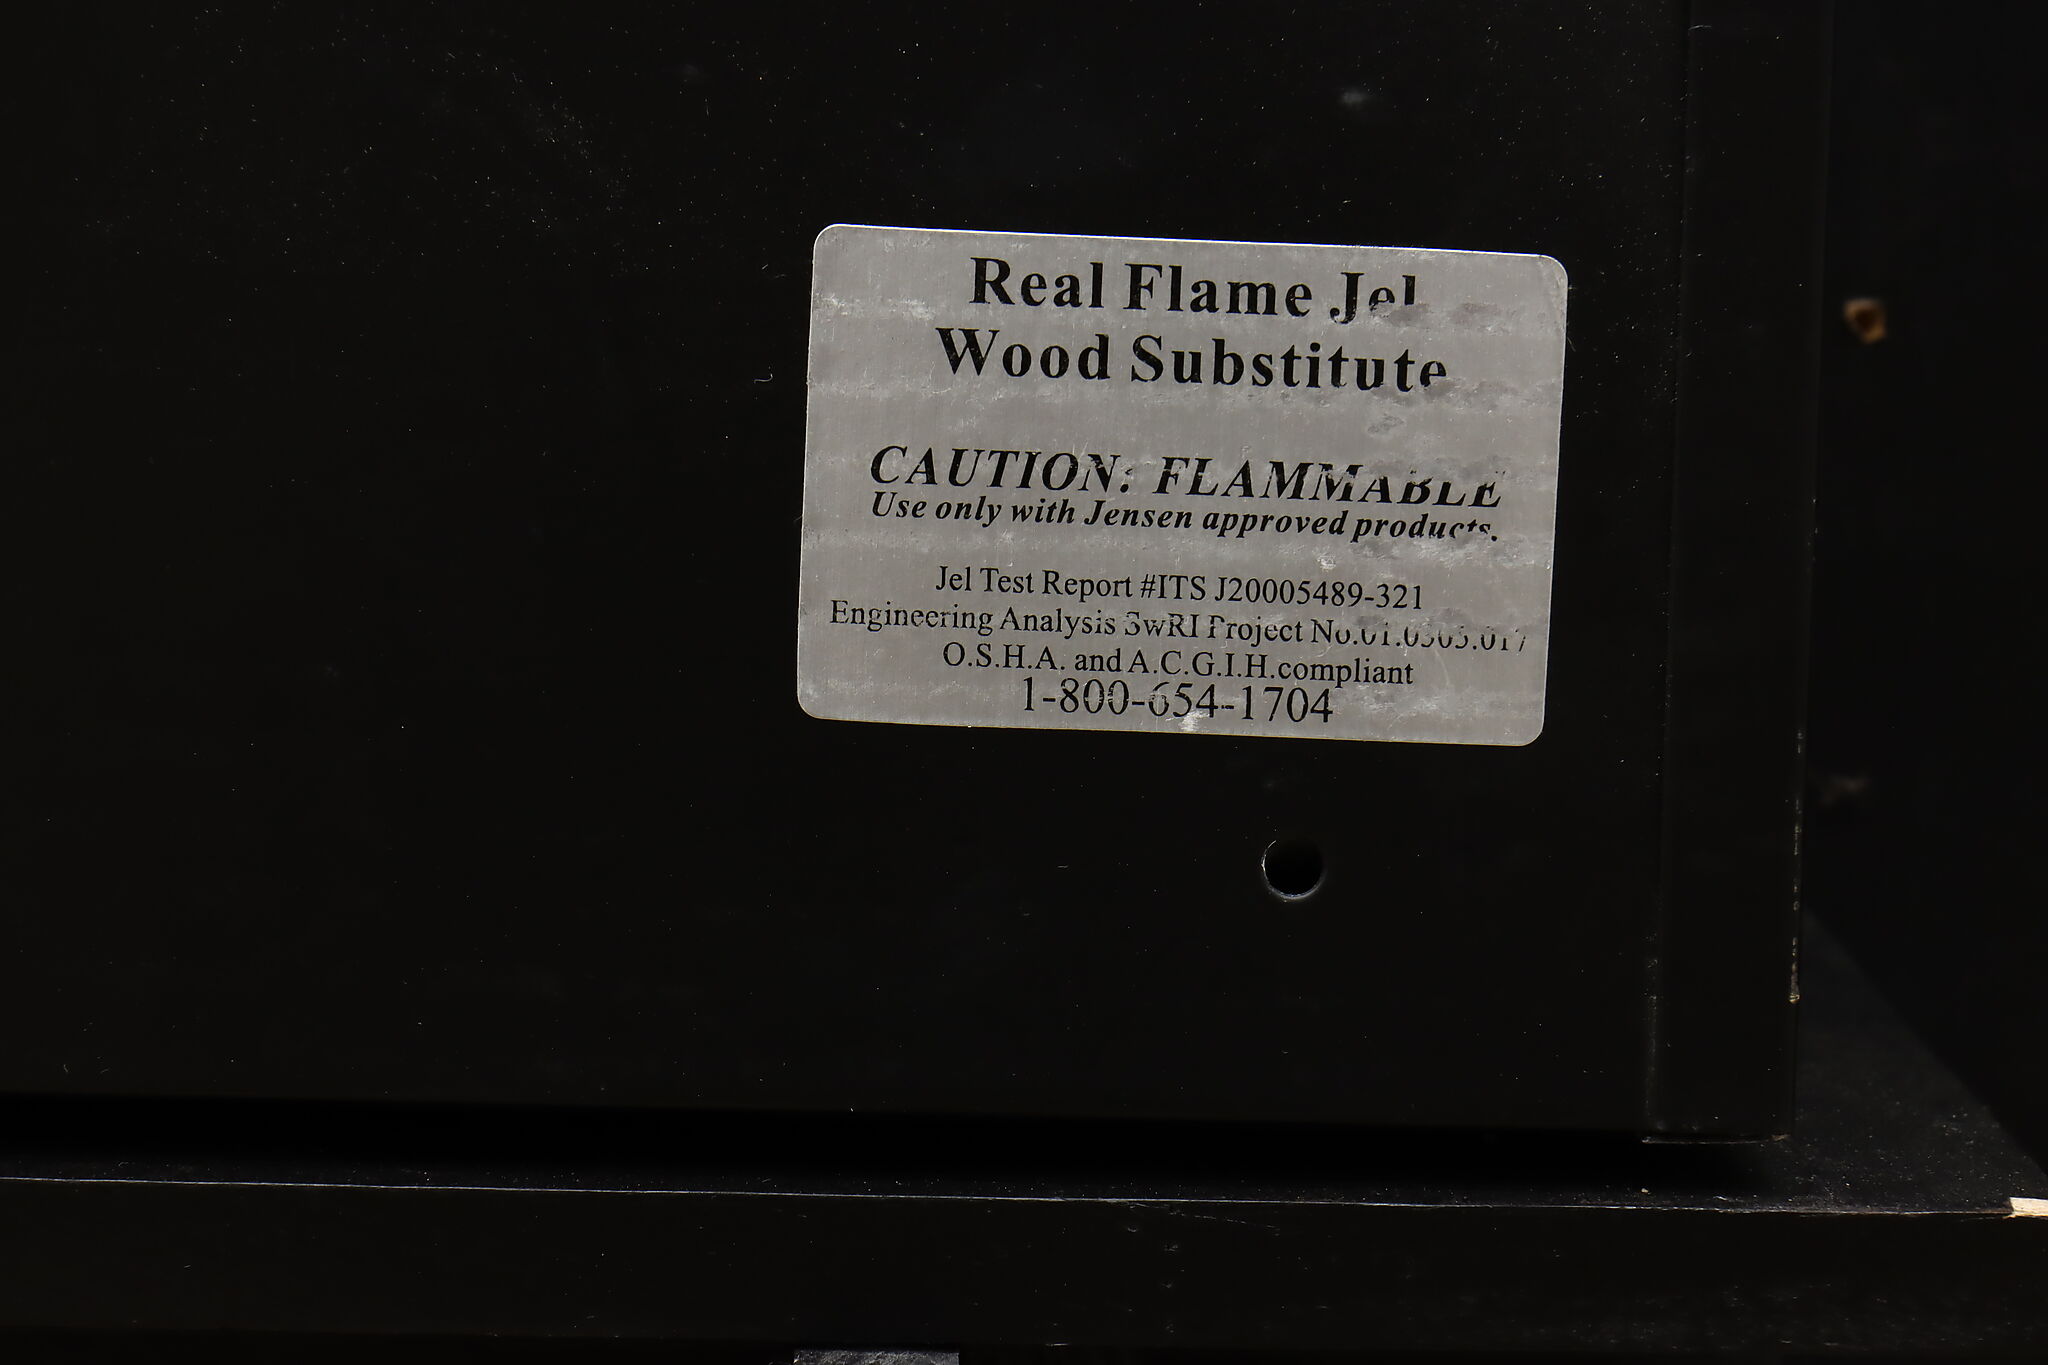 Real Flame Jel
Wood Substitute
CAUTION: FLAMMABLE
Use only with Jensen approved products.
Jel Test Report #ITS J20005489-321
Engineering Analysis SwRI Project
O.S.H.A. and A.C.G.I.H.compliant
1-800-654-1704